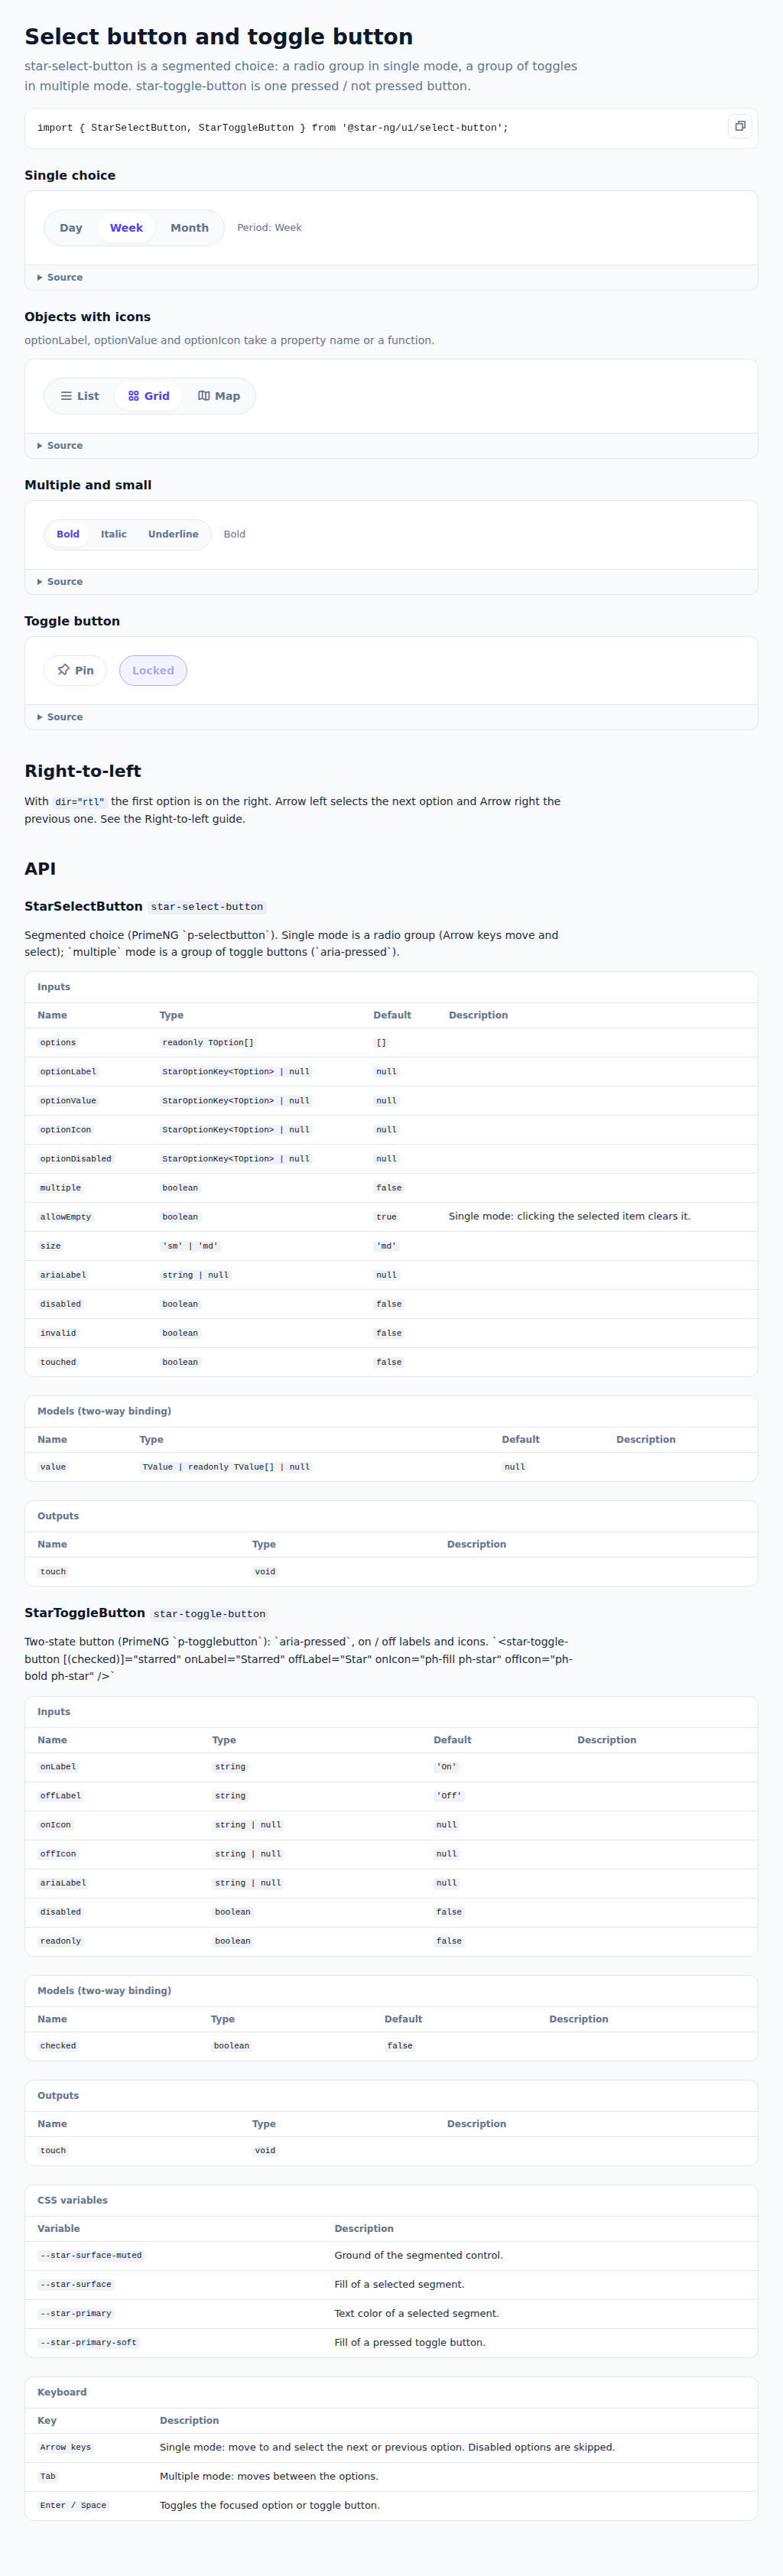 Select button and toggle button
star-select-button is a segmented choice: a radio group in single mode, a group of toggles
in multiple mode. star-toggle-button is one pressed / not pressed button.
import { StarSelectButton, StarToggleButton } from '@star-ng/ui/select-button';
Single choice
Day Week Month Period: Week
Source
Objects with icons
optionLabel, optionValue and optionIcon take a property name or a function.
List Grid Map
Source
Multiple and small
Bold Italic Underline Bold
Source
Toggle button
Pin Locked
Source
Right-to-left
With dir="rtl" the first option is on the right. Arrow left selects the next option and Arrow right the
previous one. See the Right-to-left guide.
API
StarSelectButton star-select-button
Segmented choice (PrimeNG `p-selectbutton`). Single mode is a radio group (Arrow keys move and
select); `multiple` mode is a group of toggle buttons (`aria-pressed`).
Inputs
Name Type Default Description
options readonly TOption[] []
optionLabel StarOptionKey<TOption> | null null
optionValue StarOptionKey<TOption> | null null
optionIcon StarOptionKey<TOption> | null null
optionDisabled StarOptionKey<TOption> | null null
multiple boolean false
allowEmpty boolean true Single mode: clicking the selected item clears it.
size 'sm' | 'md' 'md'
ariaLabel string | null null
disabled boolean false
invalid boolean false
touched boolean false
Models (two-way binding)
Name Type Default Description
value TValue | readonly TValue[] | null null
Outputs
Name Type Description
touch void
StarToggleButton star-toggle-button
Two-state button (PrimeNG `p-togglebutton`): `aria-pressed`, on / off labels and icons. `<star-toggle-
button [(checked)]="starred" onLabel="Starred" offLabel="Star" onIcon="ph-fill ph-star" offIcon="ph-
bold ph-star" />`
Inputs
Name Type Default Description
onLabel string 'On'
offLabel string 'Off'
onIcon string | null null
offIcon string | null null
ariaLabel string | null null
disabled boolean false
readonly boolean false
Models (two-way binding)
Name Type Default Description
checked boolean false
Outputs
Name Type Description
touch void
CSS variables
Variable Description
--star-surface-muted Ground of the segmented control.
--star-surface Fill of a selected segment.
--star-primary Text color of a selected segment.
--star-primary-soft Fill of a pressed toggle button.
Keyboard
Key Description
Arrow keys Single mode: move to and select the next or previous option. Disabled options are skipped.
Tab Multiple mode: moves between the options.
Enter / Space Toggles the focused option or toggle button.